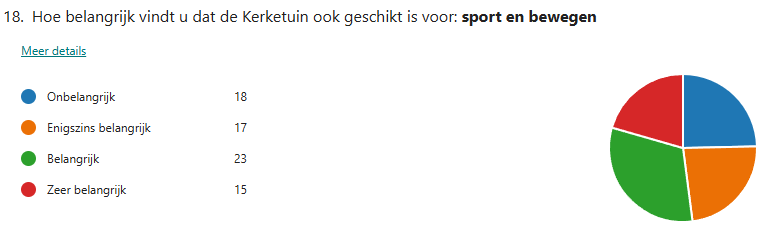 18. Hoe belangrijk vindt u dat de Kerketuin ook geschikt is voor: sport en bewegen
Meer details
Onbelangrijk 18
Enigszins belangrijk 17
Belangrijk 23
Zeer belangrijk 15